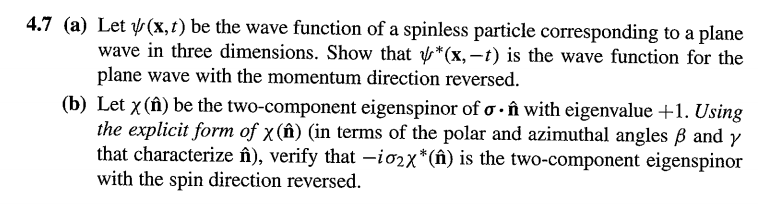 4.7 (a) Let ψ(x,t) be the wave function of a spinless particle corresponding to a plane
wave in three dimensions. Show that ψ*(x,−t) is the wave function for the
plane wave with the momentum direction reversed.
(b) Let χ(n̂) be the two-component eigenspinor of σ·n̂ with eigenvalue +1. Using
the explicit form of χ(n̂) (in terms of the polar and azimuthal angles β and γ
that characterize n̂), verify that −iσ₂χ*(n̂) is the two-component eigenspinor
with the spin direction reversed.